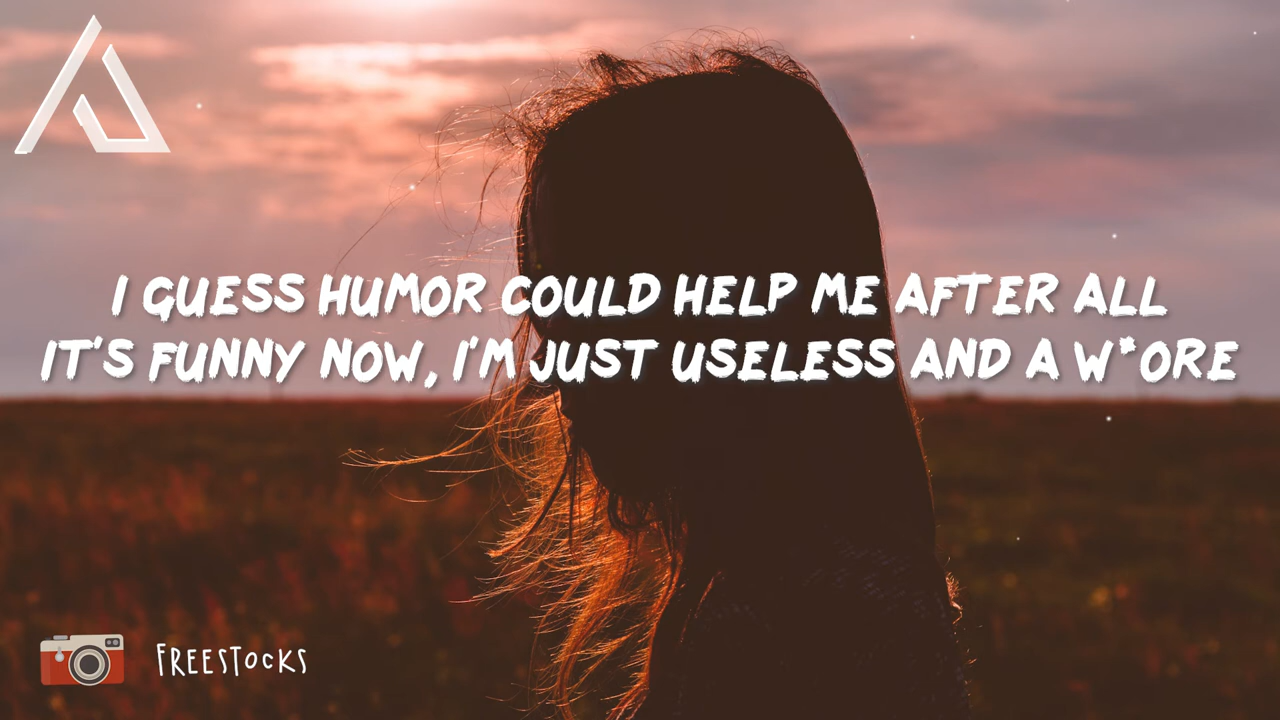 I GUESS HUMOR COULD HELP ME AFTER ALL
IT'S FUNNY NOW, I'M JUST USELESS AND A W*ORE
FREESTOCKS